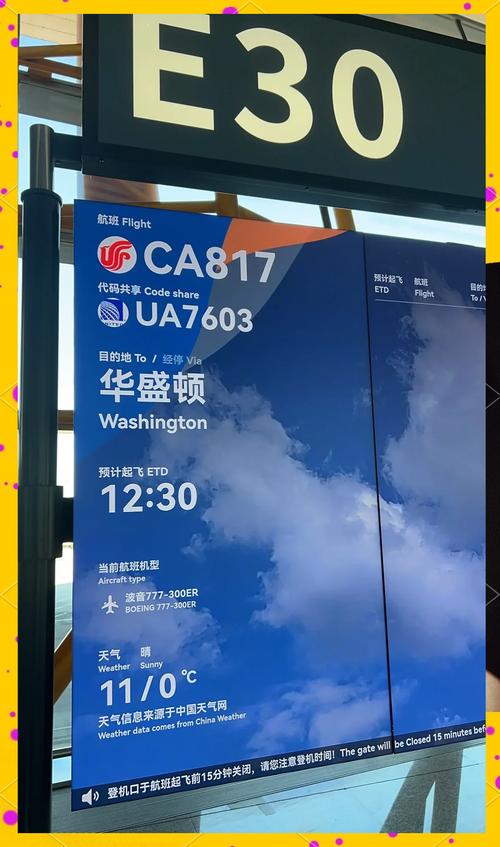 E30
航班 Flight
CA817
代码共享 Code share
UA7603
目的地 To / 经停 Via
华盛顿
Washington
预计起飞 ETD
12:30
当前航班机型
Aircraft type
波音777-300ER
BOEING 777-300ER
天气 晴
Weather Sunny
11/0℃
天气信息来源于中国天气网
Weather data comes from China Weather
预计起飞 航班
ETD Flight
登机口于航班起飞前15分钟关闭，请您注意登机时间！The gate will be Closed 15 minutes